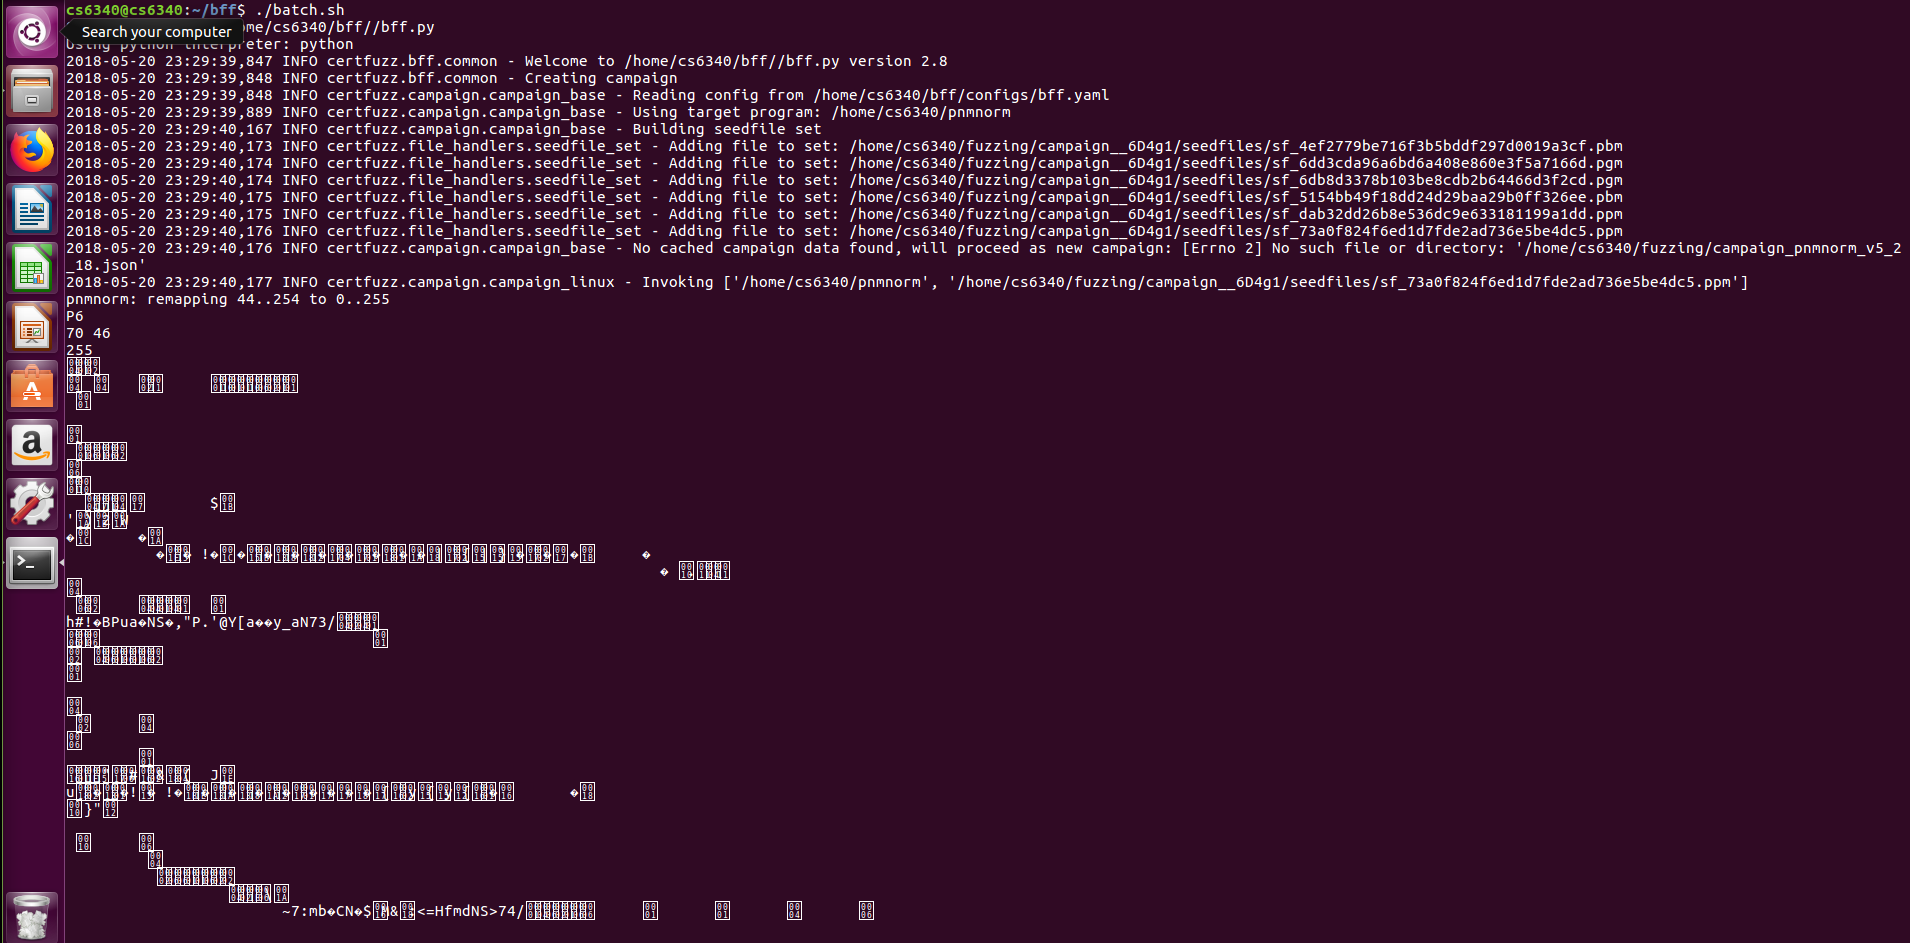 cs6340@cs6340:~/bff$ ./batch.sh
Search your computer
ome/cs6340/bff//bff.py
Using python interpreter: python
2018-05-20 23:29:39,847 INFO certfuzz.bff.common - Welcome to /home/cs6340/bff//bff.py version 2.8
2018-05-20 23:29:39,848 INFO certfuzz.bff.common - Creating campaign
2018-05-20 23:29:39,848 INFO certfuzz.campaign.campaign_base - Reading config from /home/cs6340/bff/configs/bff.yaml
2018-05-20 23:29:39,889 INFO certfuzz.campaign.campaign_base - Using target program: /home/cs6340/pnmnorm
2018-05-20 23:29:40,167 INFO certfuzz.campaign.campaign_base - Building seedfile set
2018-05-20 23:29:40,173 INFO certfuzz.file_handlers.seedfile_set - Adding file to set: /home/cs6340/fuzzing/campaign__6D4g1/seedfiles/sf_4ef2779be716f3b5bddf297d0019a3cf.pbm
2018-05-20 23:29:40,174 INFO certfuzz.file_handlers.seedfile_set - Adding file to set: /home/cs6340/fuzzing/campaign__6D4g1/seedfiles/sf_6dd3cda96a6bd6a408e860e3f5a7166d.pgm
2018-05-20 23:29:40,174 INFO certfuzz.file_handlers.seedfile_set - Adding file to set: /home/cs6340/fuzzing/campaign__6D4g1/seedfiles/sf_6db8d3378b103be8cdb2b64466d3f2cd.pgm
2018-05-20 23:29:40,175 INFO certfuzz.file_handlers.seedfile_set - Adding file to set: /home/cs6340/fuzzing/campaign__6D4g1/seedfiles/sf_5154bb49f18dd24d29baa29b0ff326ee.pbm
2018-05-20 23:29:40,175 INFO certfuzz.file_handlers.seedfile_set - Adding file to set: /home/cs6340/fuzzing/campaign__6D4g1/seedfiles/sf_dab32dd26b8e536dc9e633181199a1dd.ppm
2018-05-20 23:29:40,176 INFO certfuzz.file_handlers.seedfile_set - Adding file to set: /home/cs6340/fuzzing/campaign__6D4g1/seedfiles/sf_73a0f824f6ed1d7fde2ad736e5be4dc5.ppm
2018-05-20 23:29:40,176 INFO certfuzz.campaign.campaign_base - No cached campaign data found, will proceed as new campaign: [Errno 2] No such file or directory: '/home/cs6340/fuzzing/campaign_pnmnorm_v5_2
_18.json'
2018-05-20 23:29:40,177 INFO certfuzz.campaign.campaign_linux - Invoking ['/home/cs6340/pnmnorm', '/home/cs6340/fuzzing/campaign__6D4g1/seedfiles/sf_73a0f824f6ed1d7fde2ad736e5be4dc5.ppm']
pnmnorm: remapping 44..254 to 0..255
P6
70 46
255
h#!�BPua�NS�,"P.'@Y[a��y_aN73/
~7:mb�CN�$ &
<=HfmdNS>74/